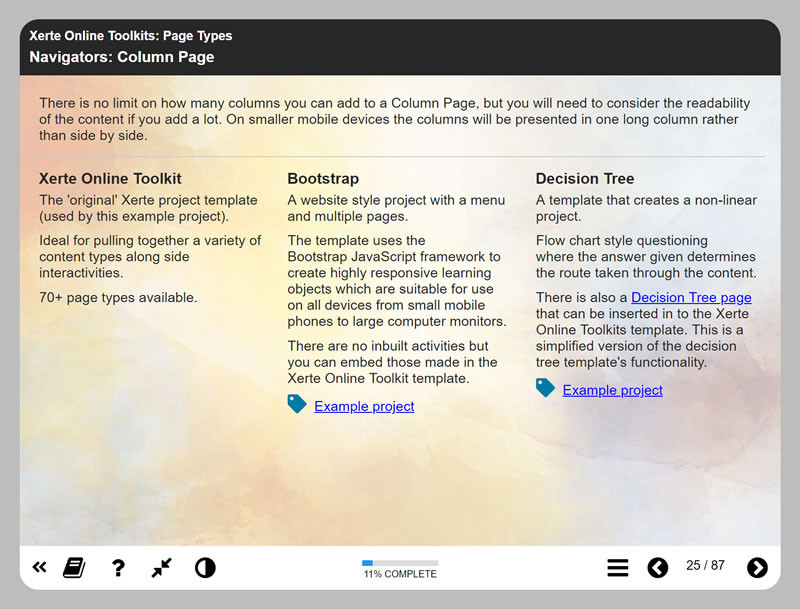 Xerte Online Toolkits: Page Types
Navigators: Column Page
There is no limit on how many columns you can add to a Column Page, but you will need to consider the readability
of the content if you add a lot. On smaller mobile devices the columns will be presented in one long column rather
than side by side.
Xerte Online Toolkit
The 'original' Xerte project template
(used by this example project).
Ideal for pulling together a variety of
content types along side
interactivities.
70+ page types available.
Bootstrap
A website style project with a menu
and multiple pages.
The template uses the
Bootstrap JavaScript framework to
create highly responsive learning
objects which are suitable for use
on all devices from small mobile
phones to large computer monitors.
There are no inbuilt activities but
you can embed those made in the
Xerte Online Toolkit template.
Example project
Decision Tree
A template that creates a non-linear
project.
Flow chart style questioning
where the answer given determines
the route taken through the content.
There is also a Decision Tree page
that can be inserted in to the Xerte
Online Toolkits template. This is a
simplified version of the decision
tree template's functionality.
Example project
?
11% COMPLETE
25 / 87